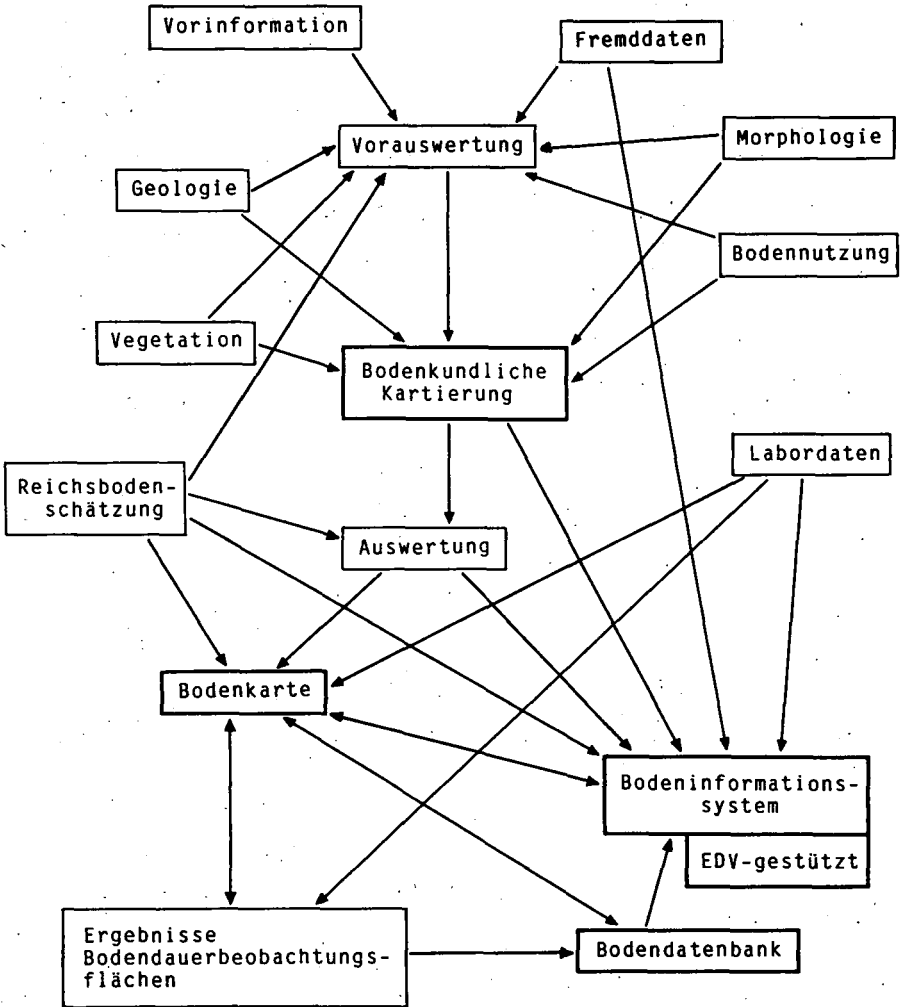 Vorinformation
Fremddaten
Vorauswertung
Morphologie
Geologie
Bodennutzung
Vegetation
Bodenkundliche
Kartierung
Labordaten
Reichsboden-
schätzung
Auswertung
Bodenkarte
Bodeninformations-
system
EDV-gestützt
Ergebnisse
Bodendauerbeobachtungs-
flächen
Bodendatenbank